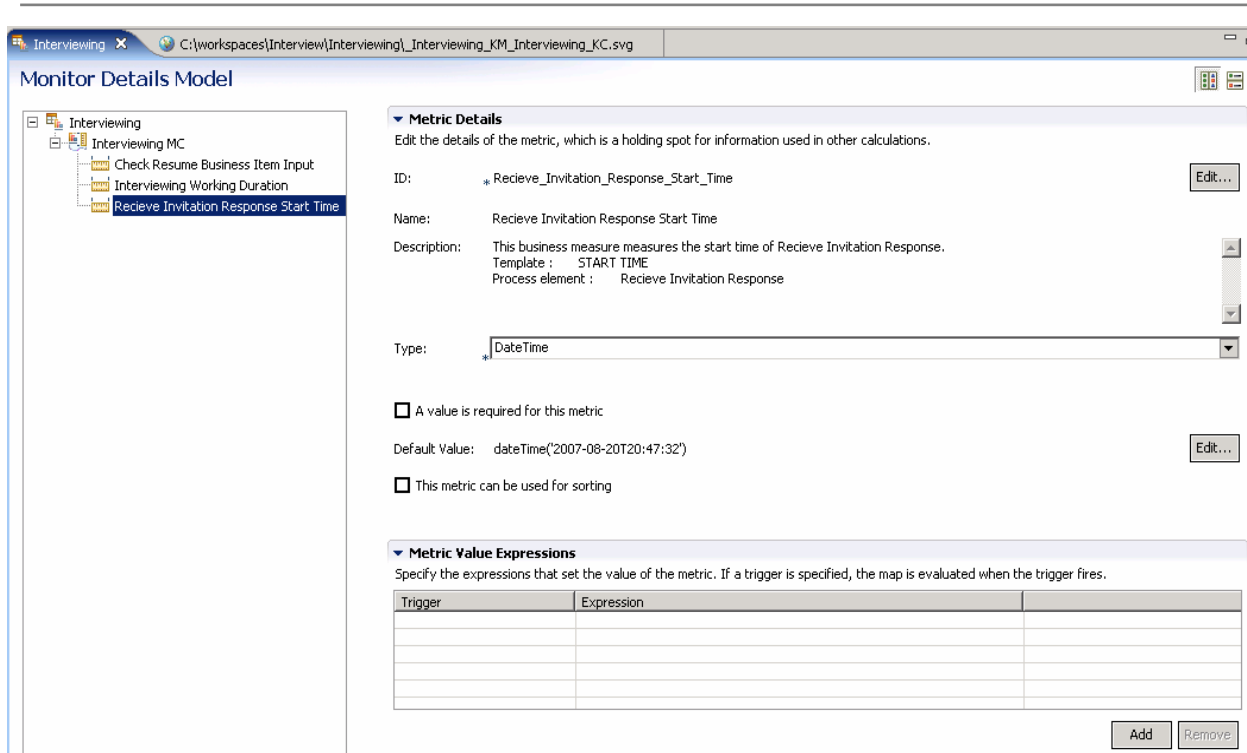 Interviewing
C:\workspaces\Interview\Interviewing\_Interviewing_KM_Interviewing_KC.svg
Monitor Details Model
Interviewing
Interviewing MC
Check Resume Business Item Input
Interviewing Working Duration
Recieve Invitation Response Start Time
Metric Details
Edit the details of the metric, which is a holding spot for information used in other calculations.
ID: * Recieve_Invitation_Response_Start_Time Edit...
Name: Recieve Invitation Response Start Time
Description: This business measure measures the start time of Recieve Invitation Response.
Template : START TIME
Process element : Recieve Invitation Response
Type: * DateTime
A value is required for this metric
Default Value: dateTime('2007-08-20T20:47:32') Edit...
This metric can be used for sorting
Metric Value Expressions
Specify the expressions that set the value of the metric. If a trigger is specified, the map is evaluated when the trigger fires.
Trigger Expression
Add Remove